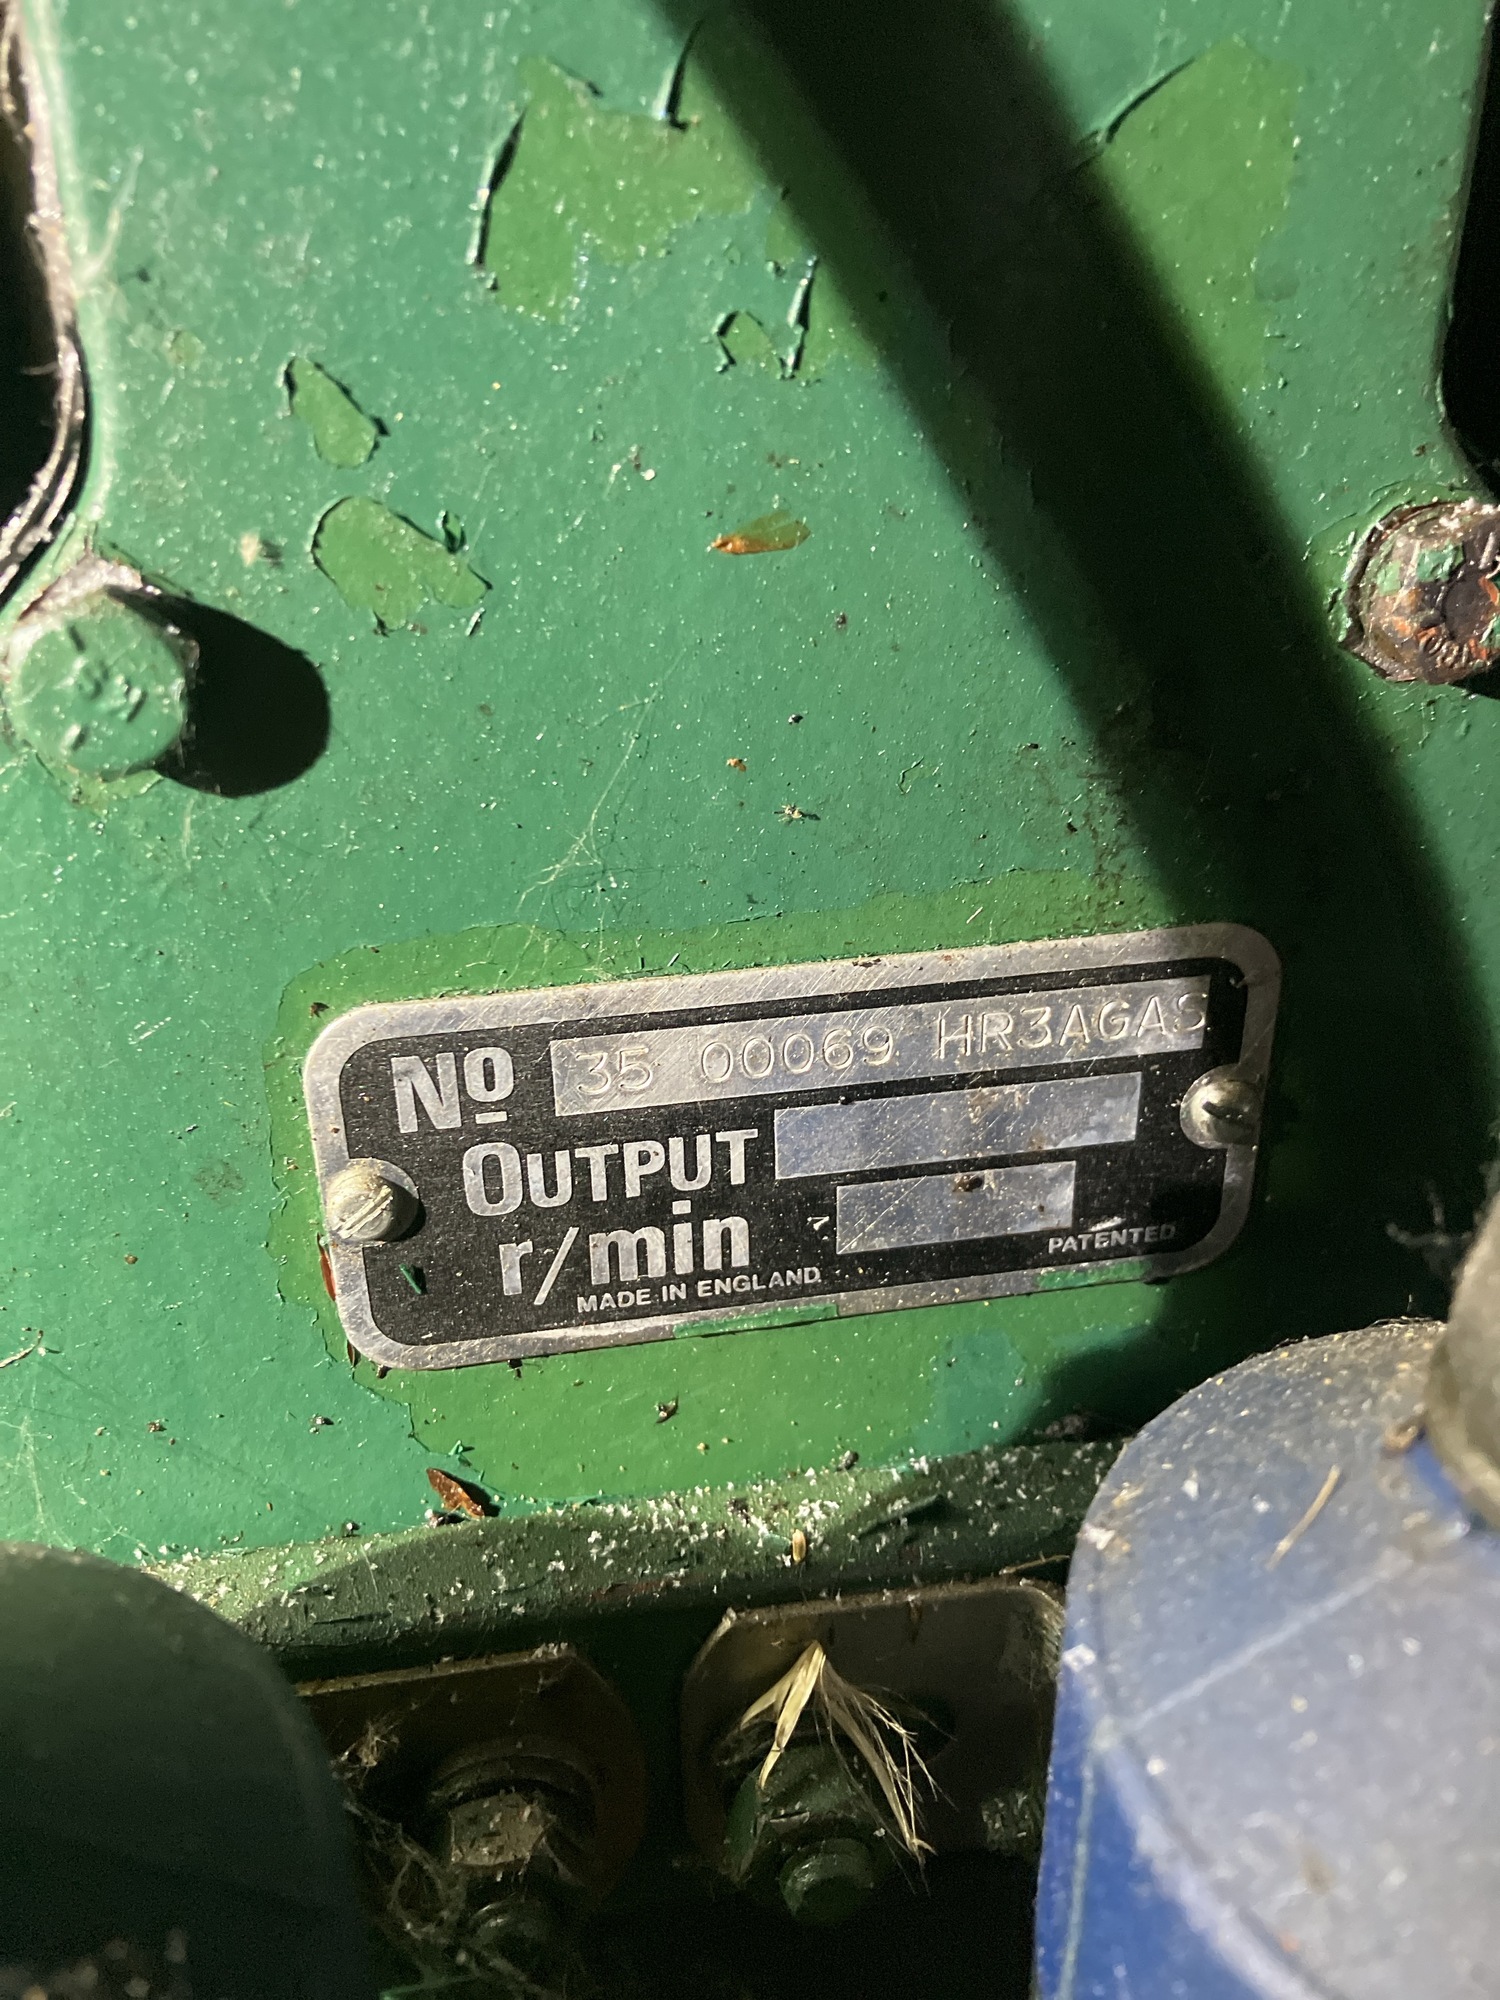 Nº 35 00069 HR3AGAS
OUTPUT
r/min
MADE IN ENGLAND
PATENTED